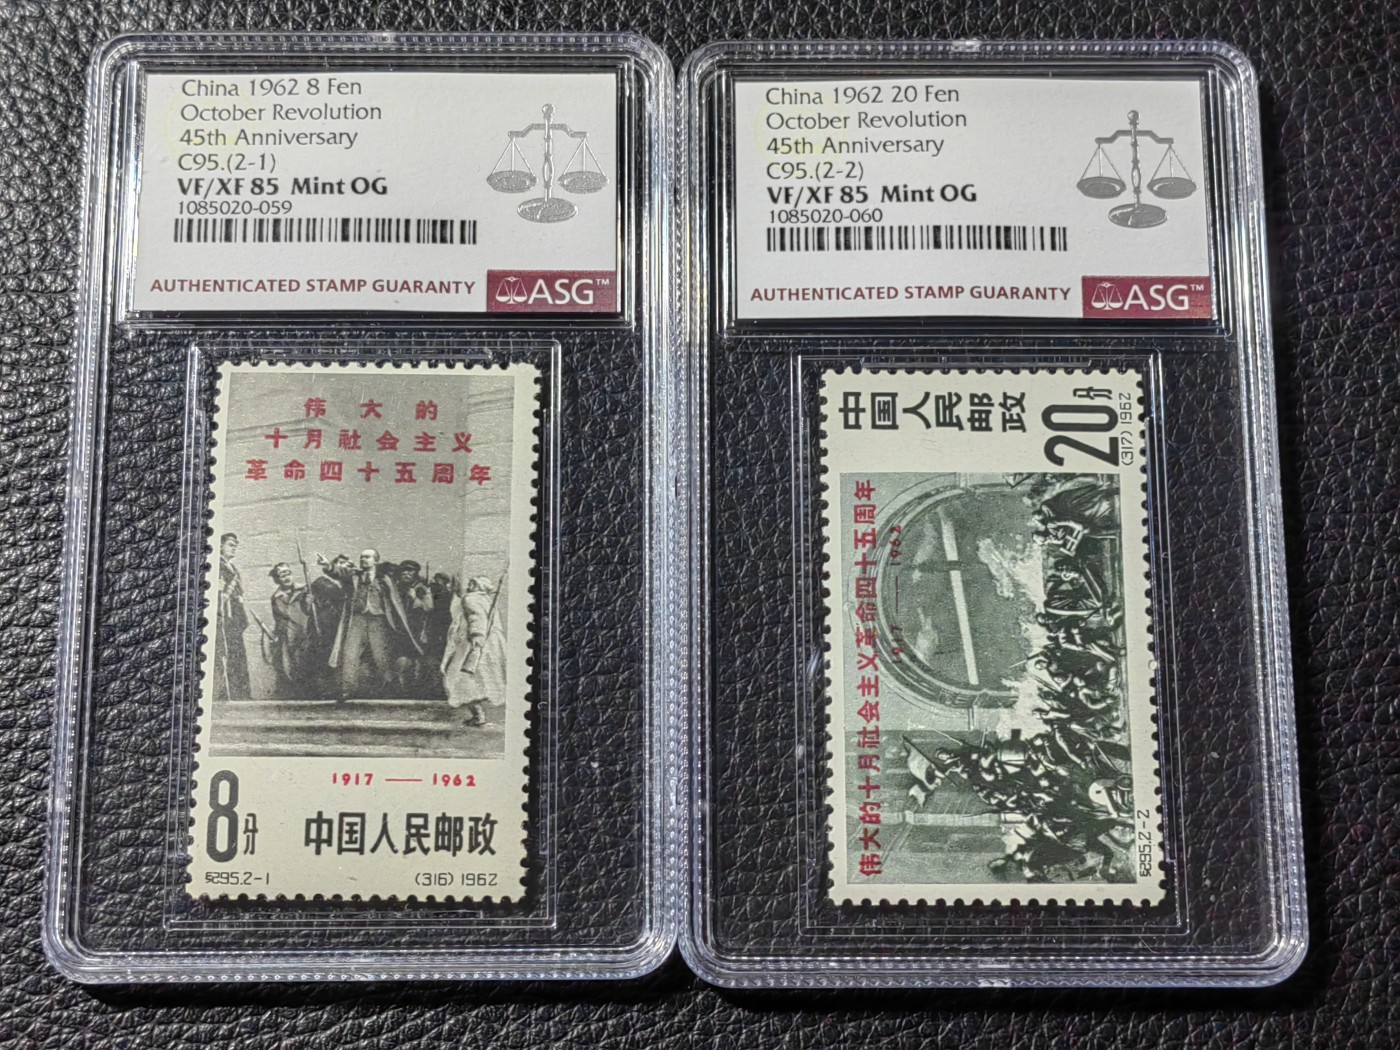 China 1962 8 Fen
October Revolution
45th Anniversary
C95.(2-1)
VF/XF 85 Mint OG
1085020-059
AUTHENTICATED STAMP GUARANTY
ASG™
伟大的
十月社会主义
革命四十五周年
1917 — 1962
8分
中国人民邮政
纪95.2-1
(316) 1962
China 1962 20 Fen
October Revolution
45th Anniversary
C95.(2-2)
VF/XF 85 Mint OG
1085020-060
AUTHENTICATED STAMP GUARANTY
ASG™
中国人民邮政
20分
(317) 1962
伟大的十月社会主义革命四十五周年
1917 — 1962
纪95.2-2